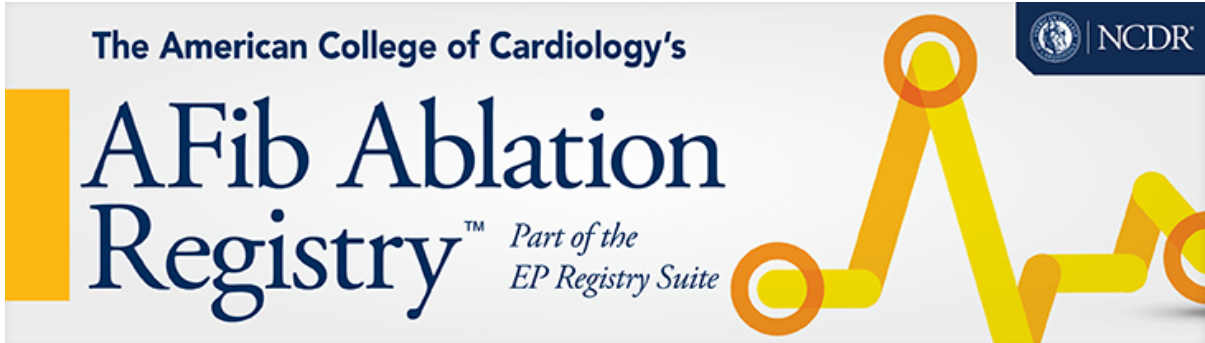 The American College of Cardiology's
NCDR®
AFib Ablation
Registry™
Part of the
EP Registry Suite